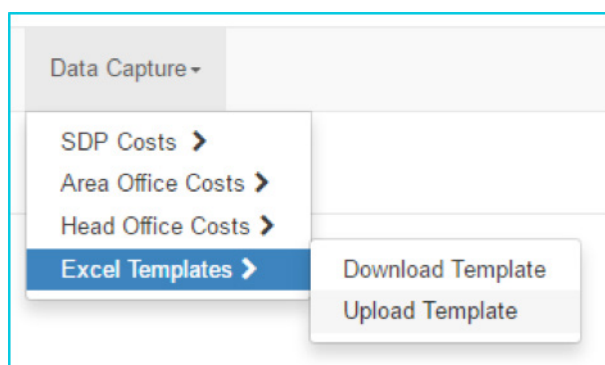 Data Capture
SDP Costs
Area Office Costs
Head Office Costs
Excel Templates
Download Template
Upload Template